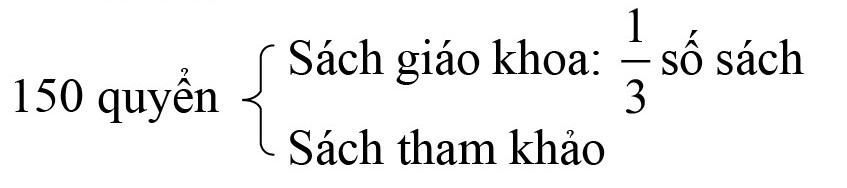 150 quyển
Sách giáo khoa: 1/3 số sách
Sách tham khảo